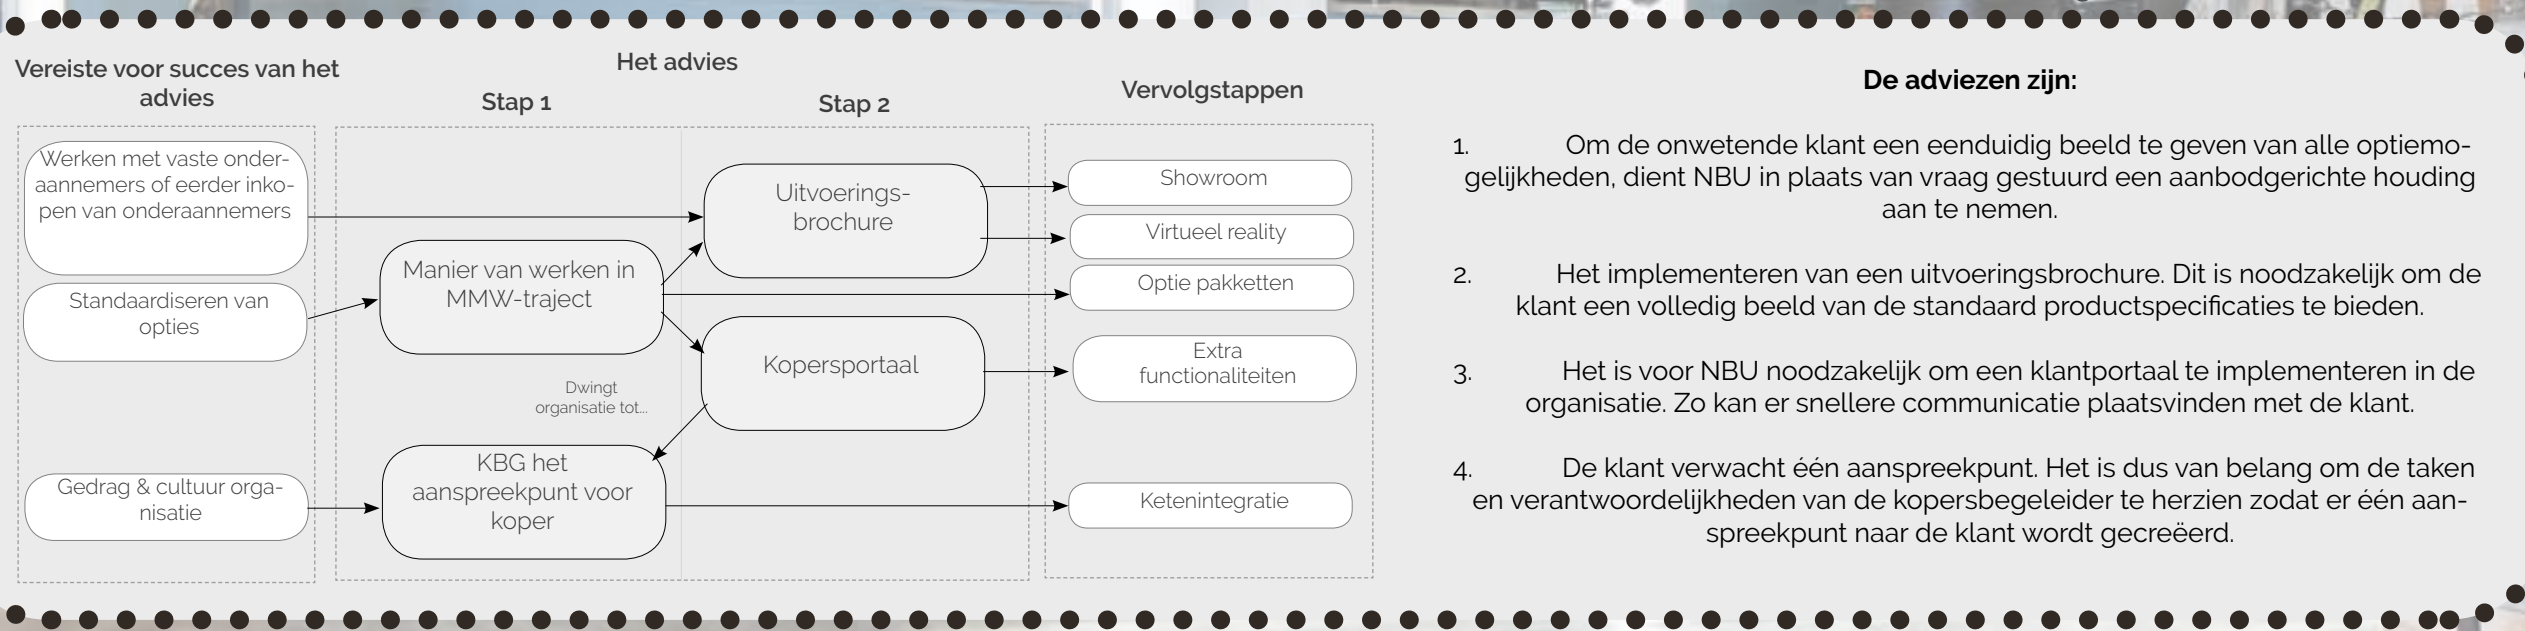 Vereiste voor succes van het
advies
Het advies
Stap 1
Stap 2
Vervolgstappen
Werken met vaste onder-
aannemers of eerder inko-
pen van onderaannemers
Standaardiseren van
opties
Gedrag & cultuur orga-
nisatie
Manier van werken in
MMW-traject
Dwingt
organisatie tot...
KBG het
aanspreekpunt voor
koper
Uitvoerings-
brochure
Kopersportaal
Showroom
Virtueel reality
Optie pakketten
Extra
functionaliteiten
Ketenintegratie
De adviezen zijn:
1. Om de onwetende klant een eenduidig beeld te geven van alle optiemo-
gelijkheden, dient NBU in plaats van vraag gestuurd een aanbodgerichte houding
aan te nemen.
2. Het implementeren van een uitvoeringsbrochure. Dit is noodzakelijk om de
klant een volledig beeld van de standaard productspecificaties te bieden.
3. Het is voor NBU noodzakelijk om een klantportaal te implementeren in de
organisatie. Zo kan er snellere communicatie plaatsvinden met de klant.
4. De klant verwacht één aanspreekpunt. Het is dus van belang om de taken
en verantwoordelijkheden van de kopersbegeleider te herzien zodat er één aan-
spreekpunt naar de klant wordt gecreëerd.